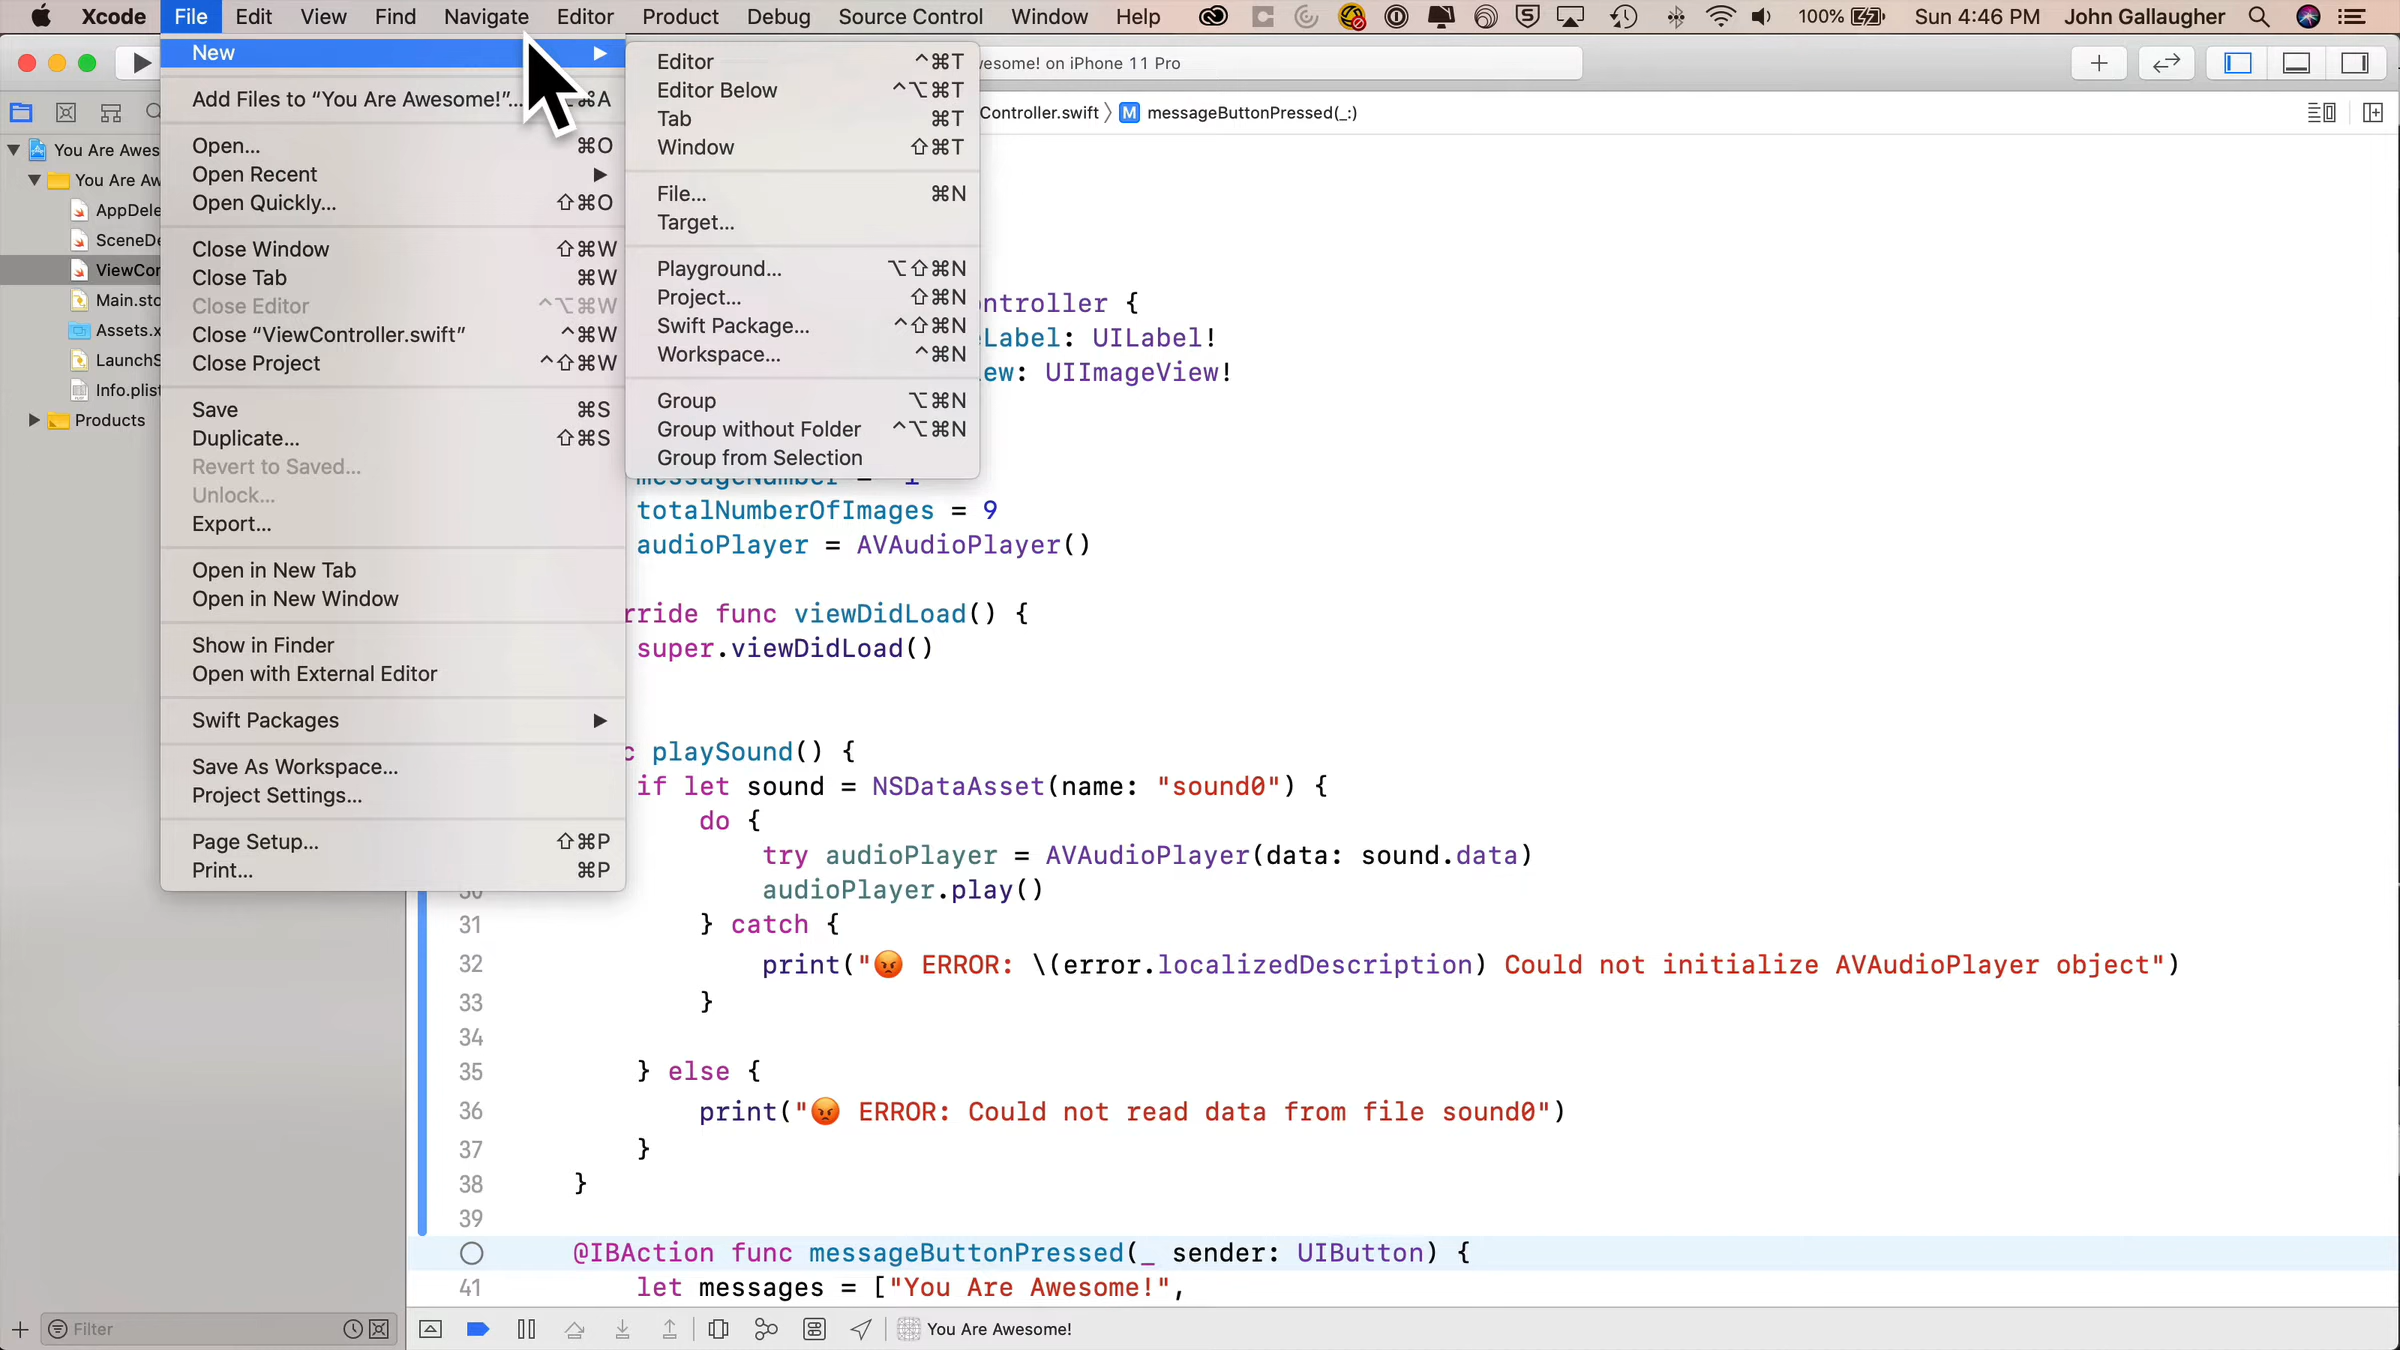 Xcode File Edit View Find Navigate Editor Product Debug Source Control Window Help 100% Sun 4:46 PM John Gallaugher
New
Add Files to “You Are Awesome!”... ⌘A
Open... ⌘O
Open Recent
Open Quickly... ⇧⌘O
Close Window ⇧⌘W
Close Tab ⌘W
Close Editor ^⌥⌘W
Close “ViewController.swift” ^⌘W
Close Project ^⇧⌘W
Save ⌘S
Duplicate... ⇧⌘S
Revert to Saved...
Unlock...
Export...
Open in New Tab
Open in New Window
Show in Finder
Open with External Editor
Swift Packages
Save As Workspace...
Project Settings...
Page Setup... ⇧⌘P
Print... ⌘P
Editor ^⌘T
Editor Below ^⌥⌘T
Tab ⌘T
Window ⇧⌘T
File... ⌘N
Target...
Playground... ⌥⇧⌘N
Project... ⇧⌘N
Swift Package... ^⇧⌘N
Workspace... ^⌘N
Group ⌥⌘N
Group without Folder ^⌥⌘N
Group from Selection
wesome! on iPhone 11 Pro
Controller.swift 〉 M messageButtonPressed(_:)
You Are Awes
You Are Aw
AppDele
SceneDe
ViewCon
Main.sto
Assets.x
LaunchS
Info.plist
Products
ntroller {
Label: UILabel!
ew: UIImageView!
messageNumber = -1
totalNumberOfImages = 9
audioPlayer = AVAudioPlayer()
rride func viewDidLoad() {
super.viewDidLoad()
c playSound() {
if let sound = NSDataAsset(name: "sound0") {
do {
try audioPlayer = AVAudioPlayer(data: sound.data)
30 audioPlayer.play()
31 } catch {
32 print("😡 ERROR: \(error.localizedDescription) Could not initialize AVAudioPlayer object")
33 }
34
35 } else {
36 print("😡 ERROR: Could not read data from file sound0")
37 }
38 }
39
@IBAction func messageButtonPressed(_ sender: UIButton) {
41 let messages = ["You Are Awesome!",
Filter
You Are Awesome!